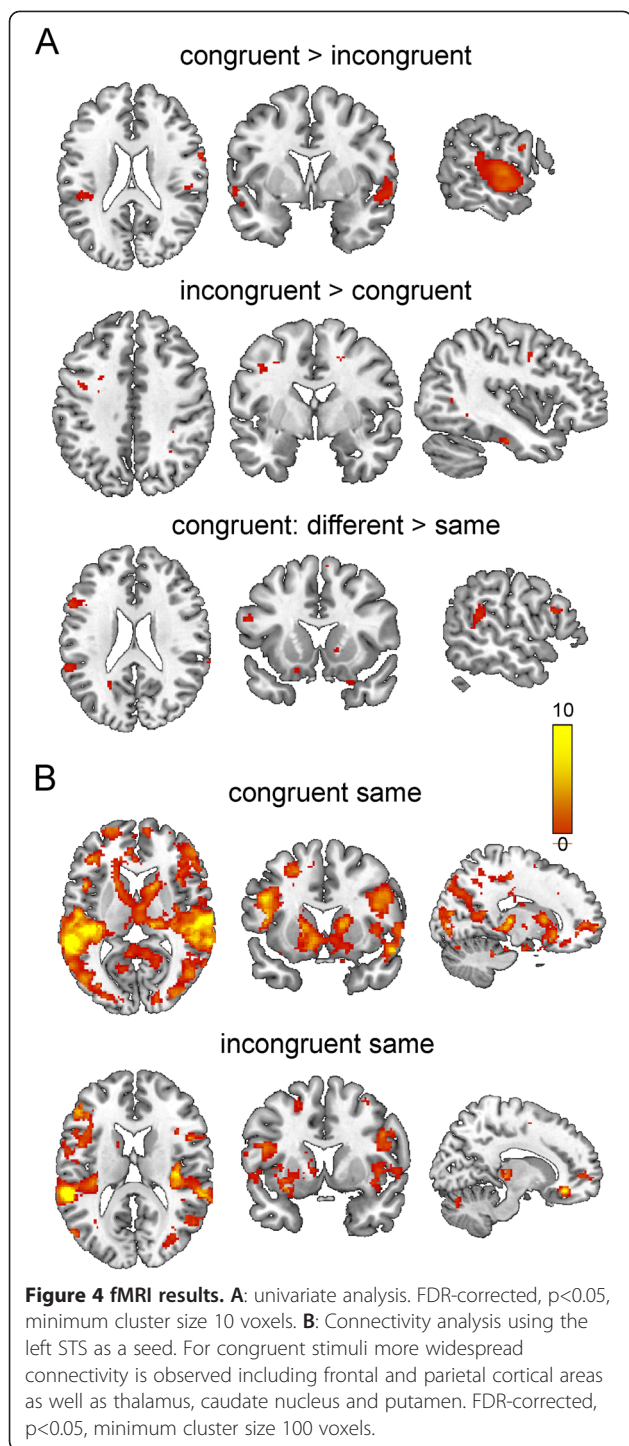 A
congruent > incongruent
incongruent > congruent
congruent: different > same
10
0
B
congruent same
incongruent same
Figure 4 fMRI results. A: univariate analysis. FDR-corrected, p<0.05,
minimum cluster size 10 voxels. B: Connectivity analysis using the
left STS as a seed. For congruent stimuli more widespread
connectivity is observed including frontal and parietal cortical areas
as well as thalamus, caudate nucleus and putamen. FDR-corrected,
p<0.05, minimum cluster size 100 voxels.